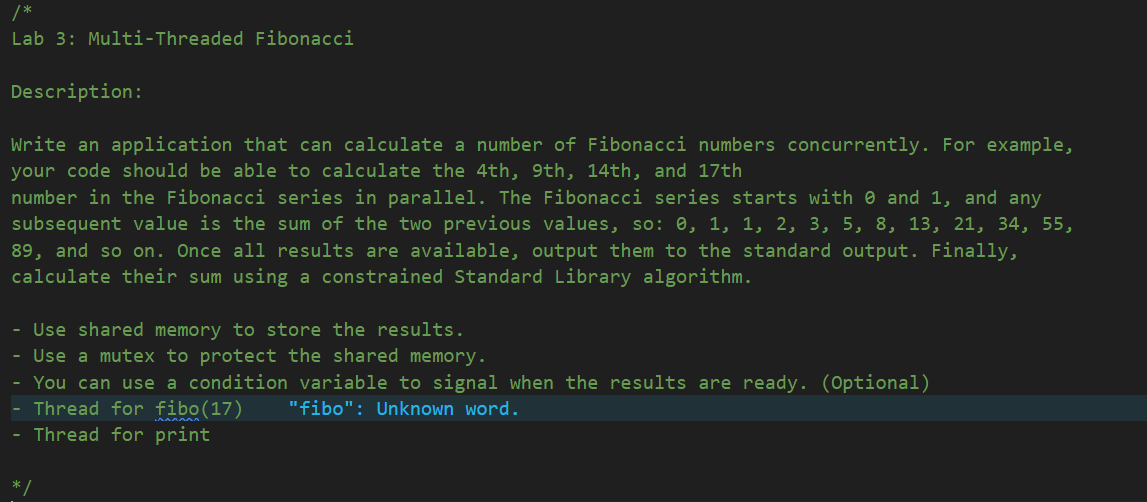 /*
Lab 3: Multi-Threaded Fibonacci
Description:
Write an application that can calculate a number of Fibonacci numbers concurrently. For example,
your code should be able to calculate the 4th, 9th, 14th, and 17th
number in the Fibonacci series in parallel. The Fibonacci series starts with 0 and 1, and any
subsequent value is the sum of the two previous values, so: 0, 1, 1, 2, 3, 5, 8, 13, 21, 34, 55,
89, and so on. Once all results are available, output them to the standard output. Finally,
calculate their sum using a constrained Standard Library algorithm.
- Use shared memory to store the results.
- Use a mutex to protect the shared memory.
- You can use a condition variable to signal when the results are ready. (Optional)
- Thread for fibo(17) "fibo": Unknown word.
- Thread for print
*/